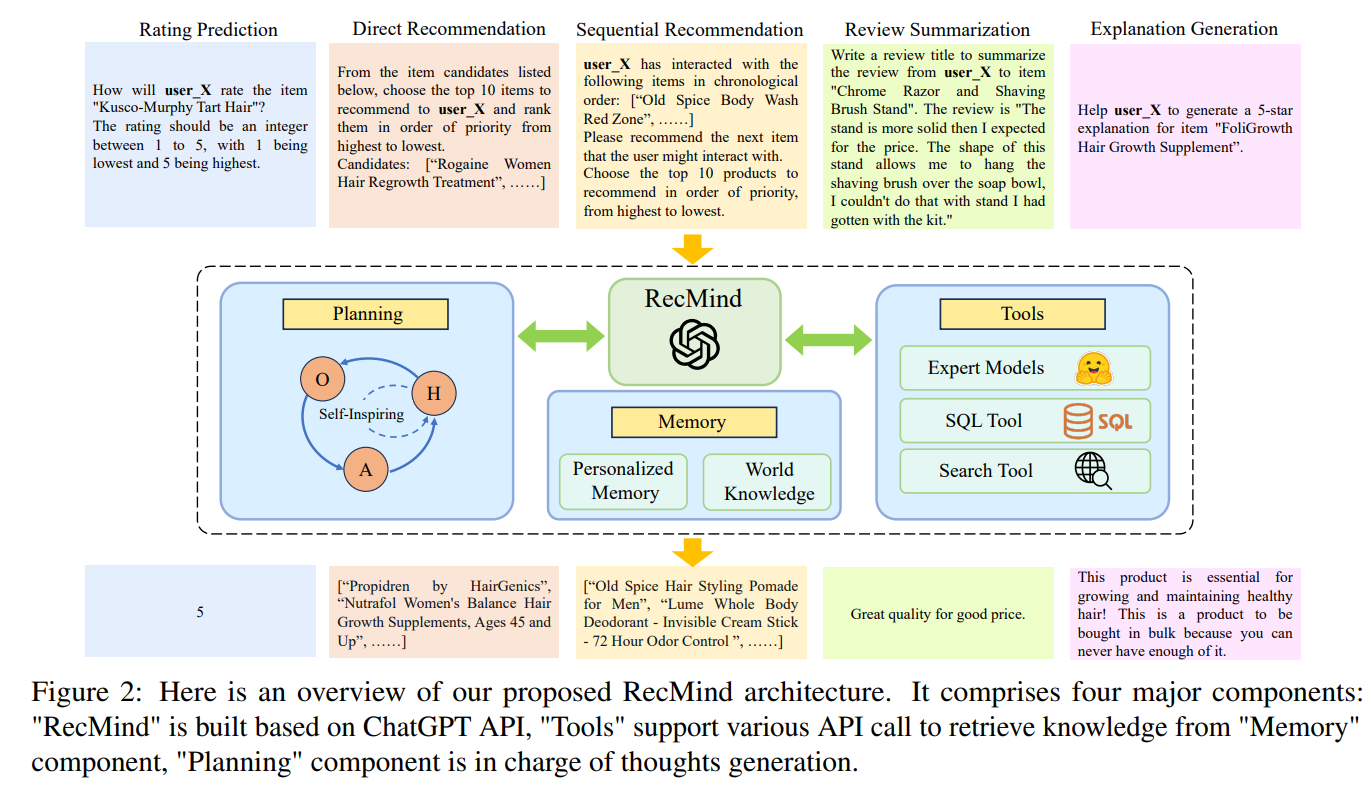 Rating Prediction
Direct Recommendation
Sequential Recommendation
Review Summarization
Explanation Generation
How will user_X rate the item
"Kusco-Murphy Tart Hair"?
The rating should be an integer
between 1 to 5, with 1 being
lowest and 5 being highest.
From the item candidates listed
below, choose the top 10 items to
recommend to user_X and rank
them in order of priority from
highest to lowest.
Candidates: [“Rogaine Women
Hair Regrowth Treatment”, ……]
user_X has interacted with the
following items in chronological
order: [“Old Spice Body Wash
Red Zone”, ……]
Please recommend the next item
that the user might interact with.
Choose the top 10 products to
recommend in order of priority,
from highest to lowest.
Write a review title to summarize
the review from user_X to item
"Chrome Razor and Shaving
Brush Stand". The review is "The
stand is more solid then I expected
for the price. The shape of this
stand allows me to hang the
shaving brush over the soap bowl,
I couldn't do that with stand I had
gotten with the kit."
Help user_X to generate a 5-star
explanation for item "FoliGrowth
Hair Growth Supplement”.
Planning
O
H
Self-Inspiring
A
RecMind
Memory
Personalized
Memory
World
Knowledge
Tools
Expert Models
SQL Tool
SQL
Search Tool
5
[“Propidren by HairGenics”,
“Nutrafol Women's Balance Hair
Growth Supplements, Ages 45 and
Up”, ……]
[“Old Spice Hair Styling Pomade
for Men”, “Lume Whole Body
Deodorant - Invisible Cream Stick
- 72 Hour Odor Control ”, ……]
Great quality for good price.
This product is essential for
growing and maintaining healthy
hair! This is a product to be
bought in bulk because you can
never have enough of it.
Figure 2: Here is an overview of our proposed RecMind architecture. It comprises four major components:
"RecMind" is built based on ChatGPT API, "Tools" support various API call to retrieve knowledge from "Memory"
component, "Planning" component is in charge of thoughts generation.